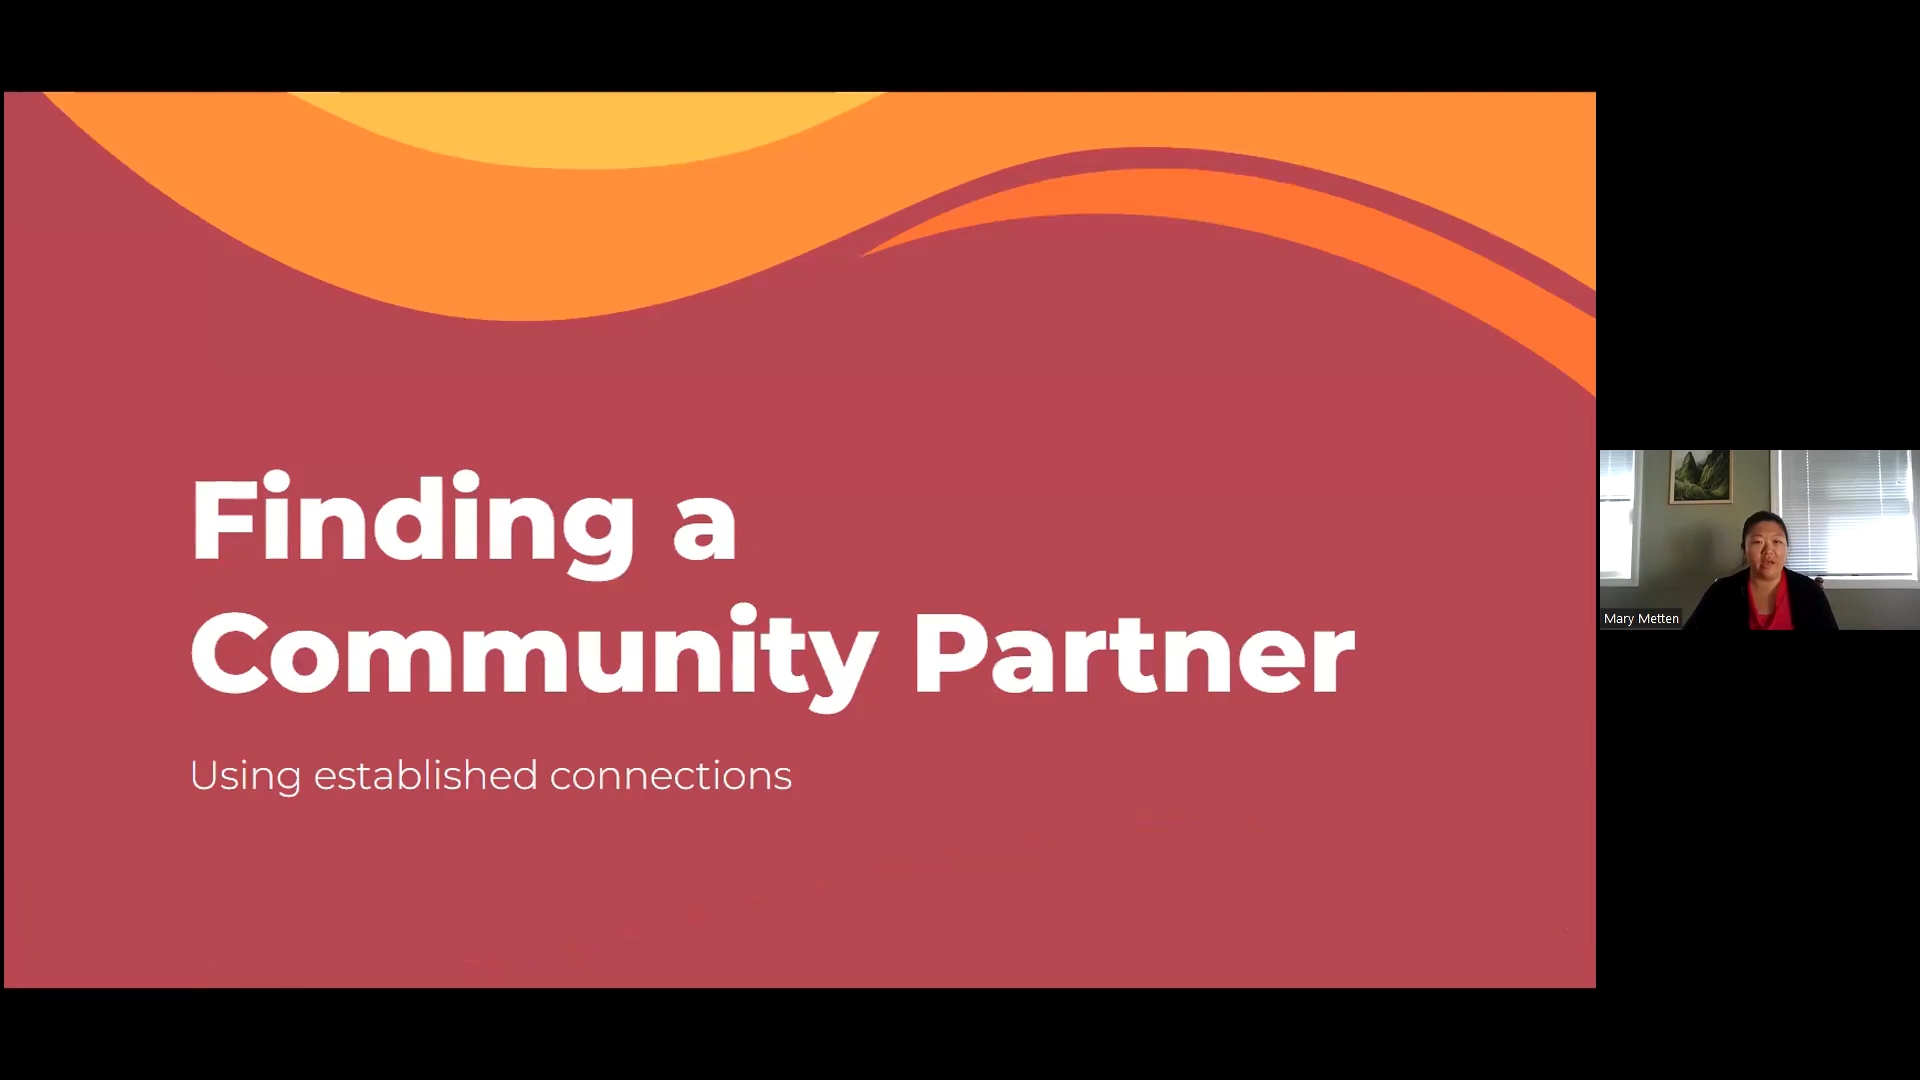 Finding a
Community Partner
Using established connections
Mary Metten